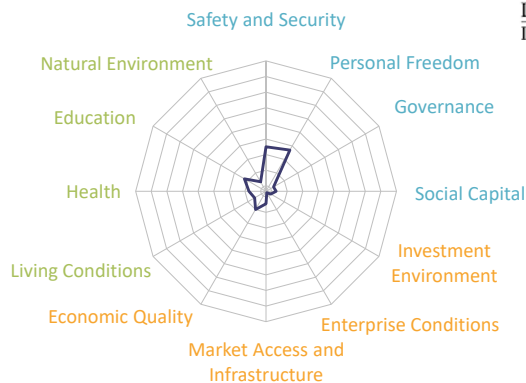 Safety and Security
Personal Freedom
Governance
Social Capital
Investment
Environment
Enterprise Conditions
Market Access and
Infrastructure
Economic Quality
Living Conditions
Health
Education
Natural Environment